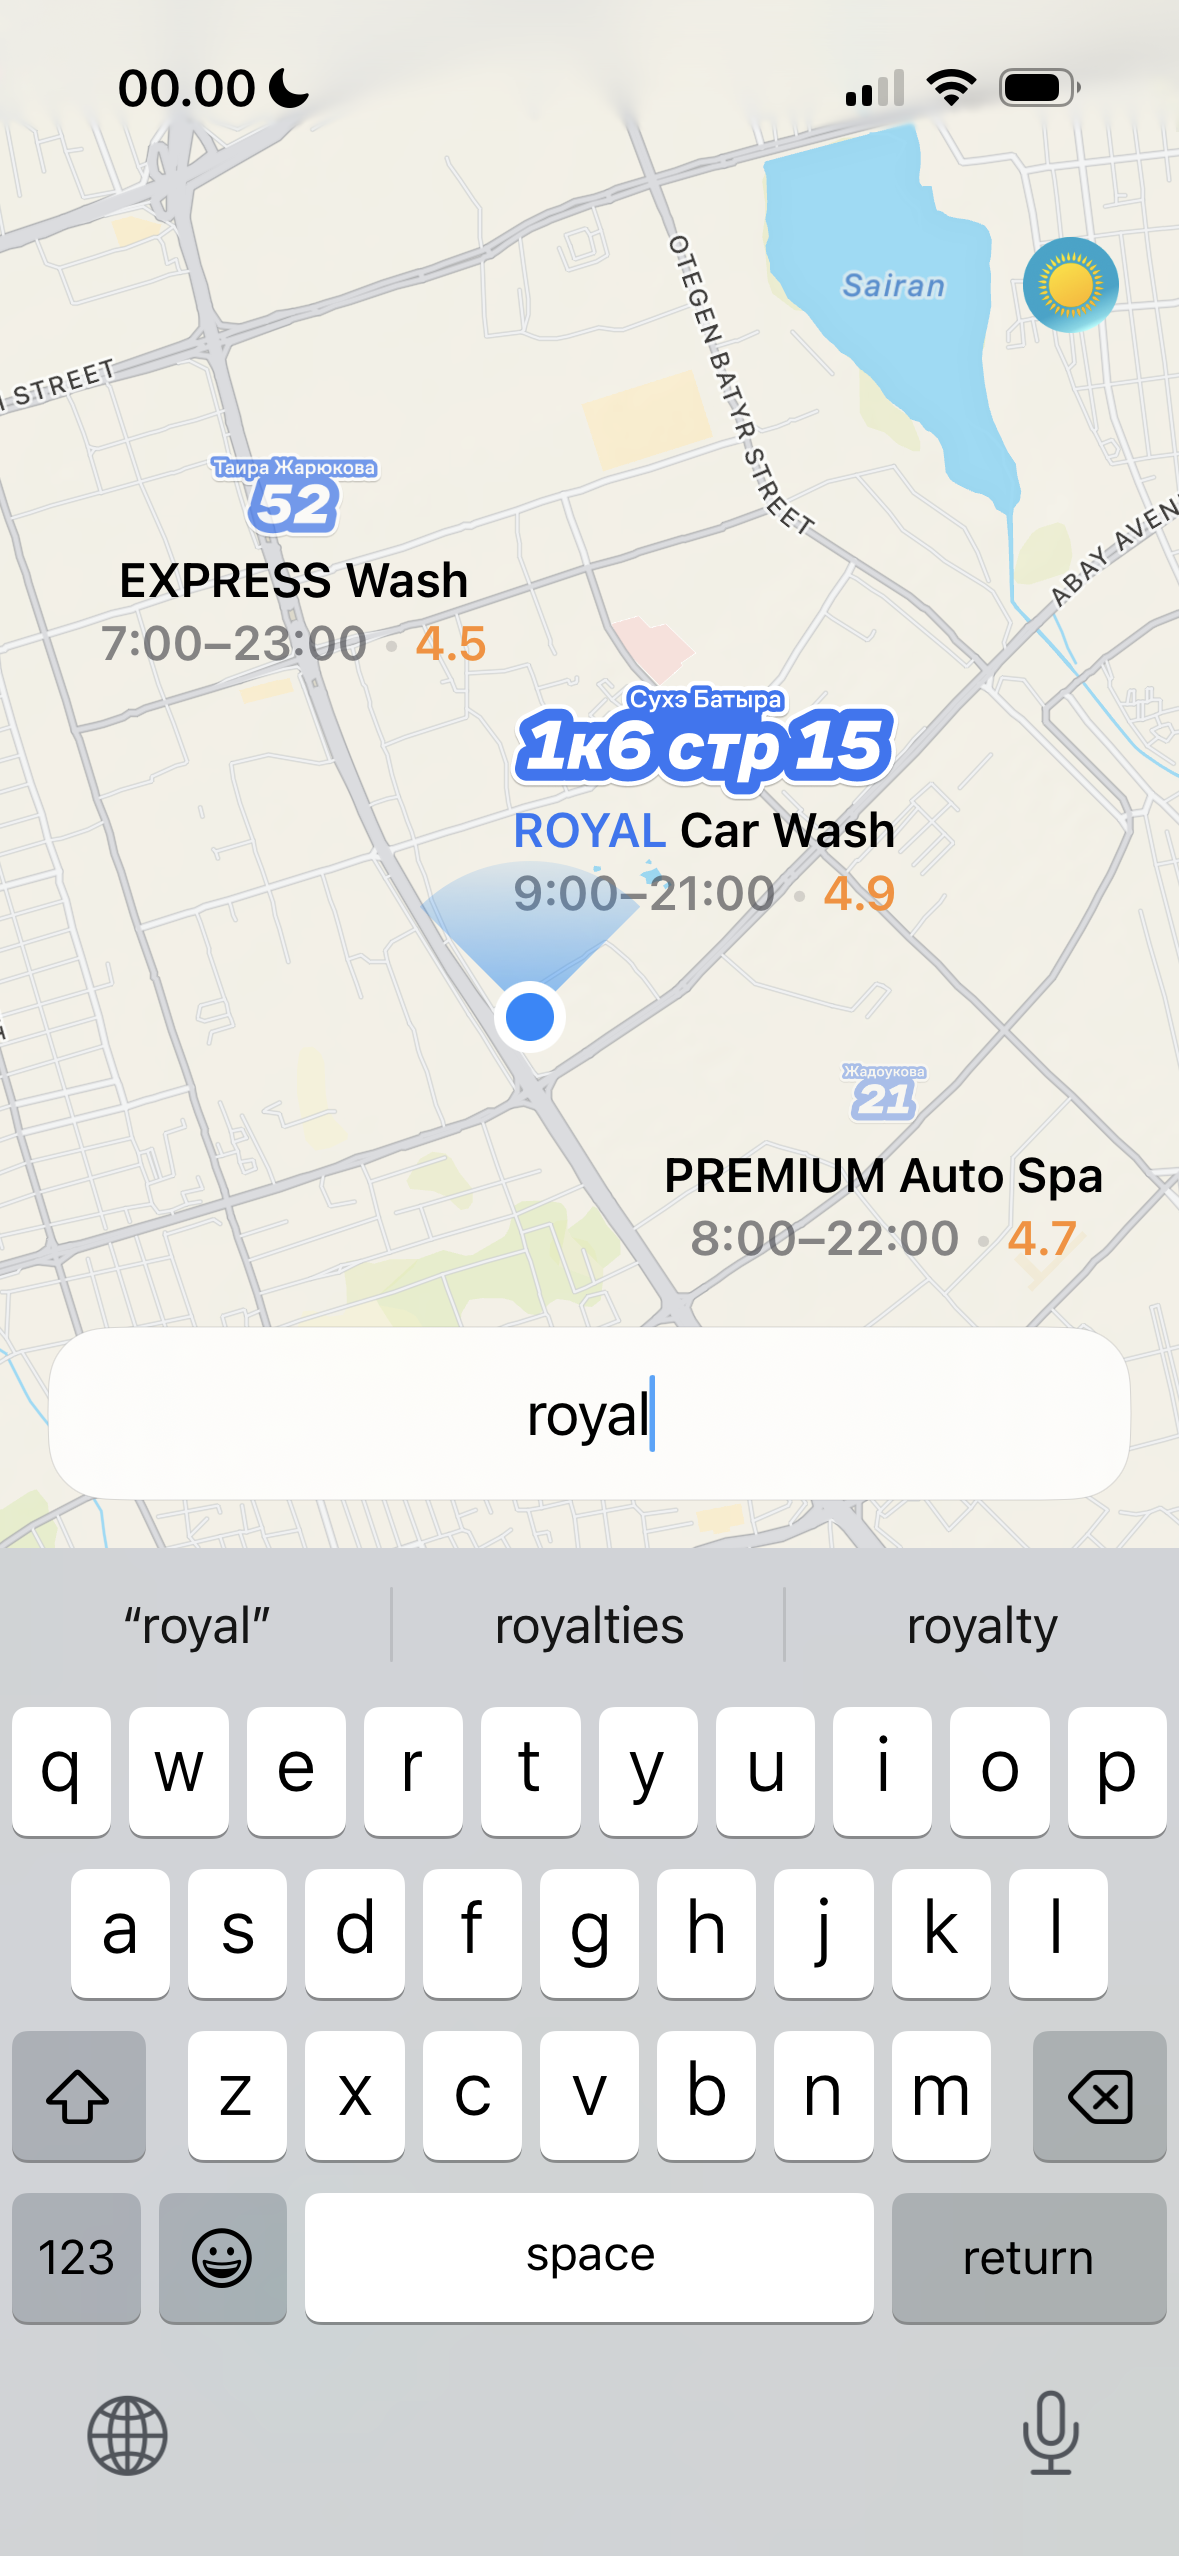 00.00
Sairan
OTEGEN BATYR STREET
STREET
ABAY AVEN
Таира Жарюкова
52
EXPRESS Wash
7:00–23:00 • 4.5
Сухэ Батыра
1к6 стр 15
ROYAL Car Wash
9:00–21:00 • 4.9
Жадоукова
21
PREMIUM Auto Spa
8:00–22:00 • 4.7
royal
“royal” royalties royalty
q w e r t y u i o p
a s d f g h j k l
z x c v b n m
123 space return